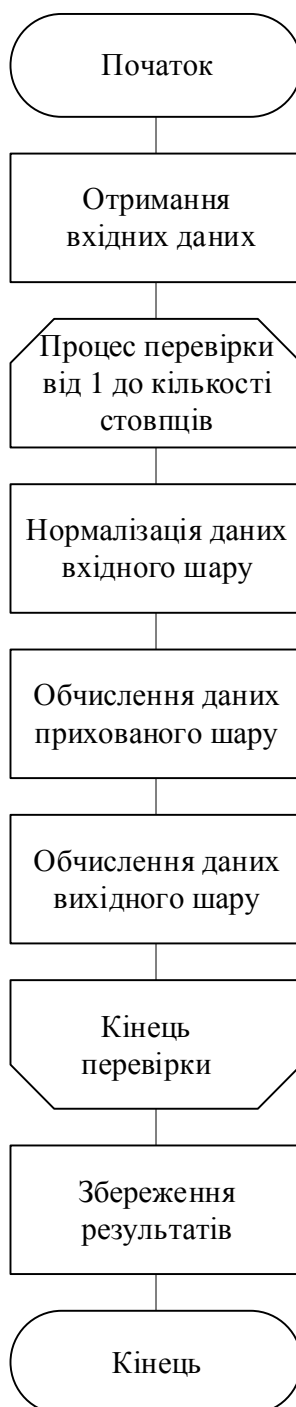 Початок
Отримання
вхідних даних
Процес перевірки
від 1 до кількості
стовпців
Нормалізація даних
вхідного шару
Обчислення даних
прихованого шару
Обчислення даних
вихідного шару
Кінець
перевірки
Збереження
результатів
Кінець